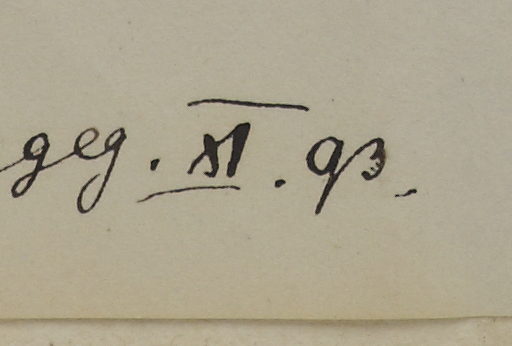 geg. XI. 93.